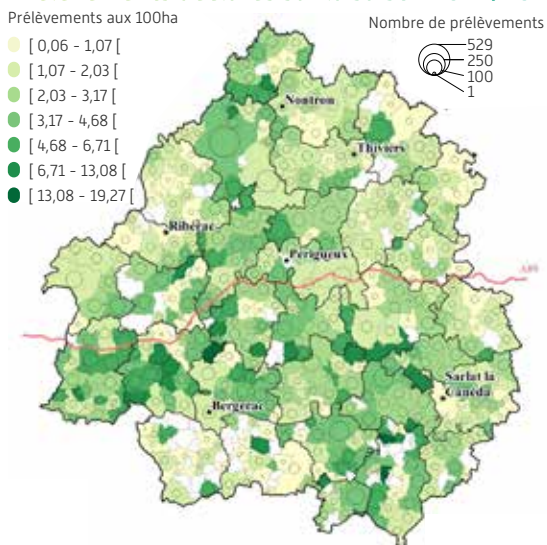 Prélèvements aux 100ha
[ 0,06 - 1,07 [
[ 1,07 - 2,03 [
[ 2,03 - 3,17 [
[ 3,17 - 4,68 [
[ 4,68 - 6,71 [
[ 6,71 - 13,08 [
[ 13,08 - 19,27 [
Nombre de prélèvements
529
250
100
1
Nontron
Thiviers
Ribérac
Périgueux
A89
Sarlat la
Canéda
Bergerac